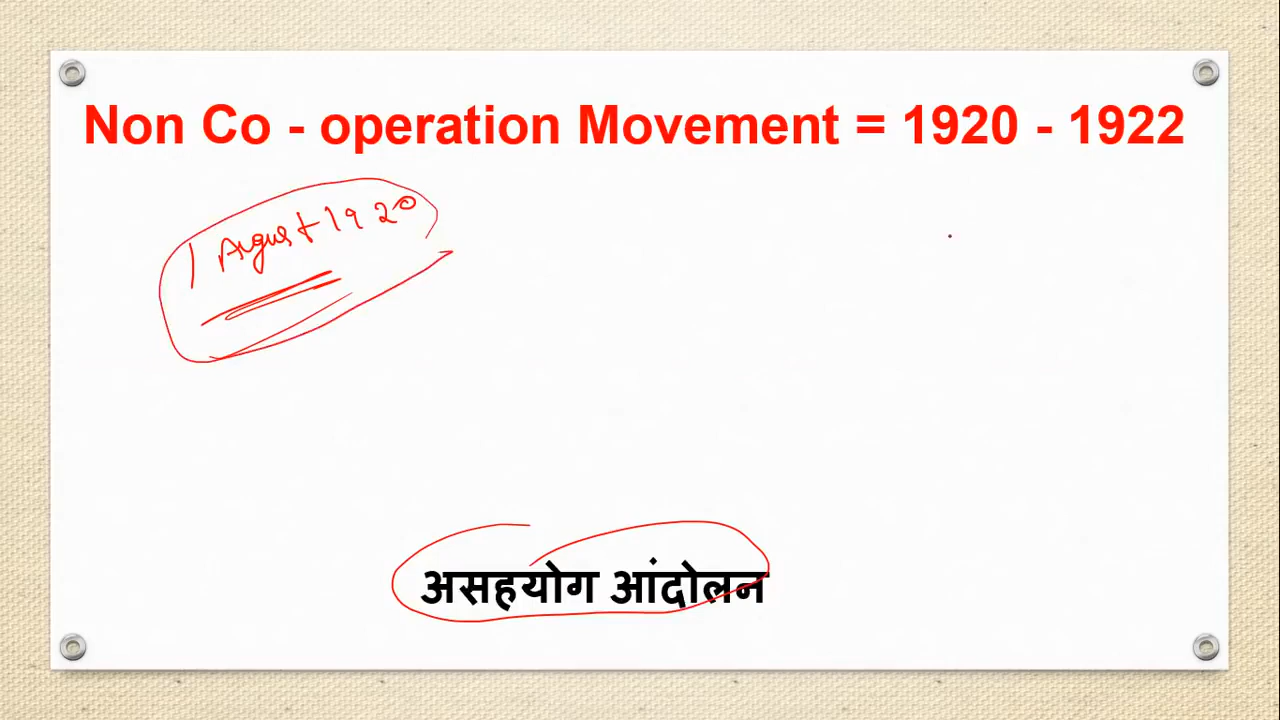 Non Co - operation Movement = 1920 - 1922
1 August 1920
असहयोग आंदोलन